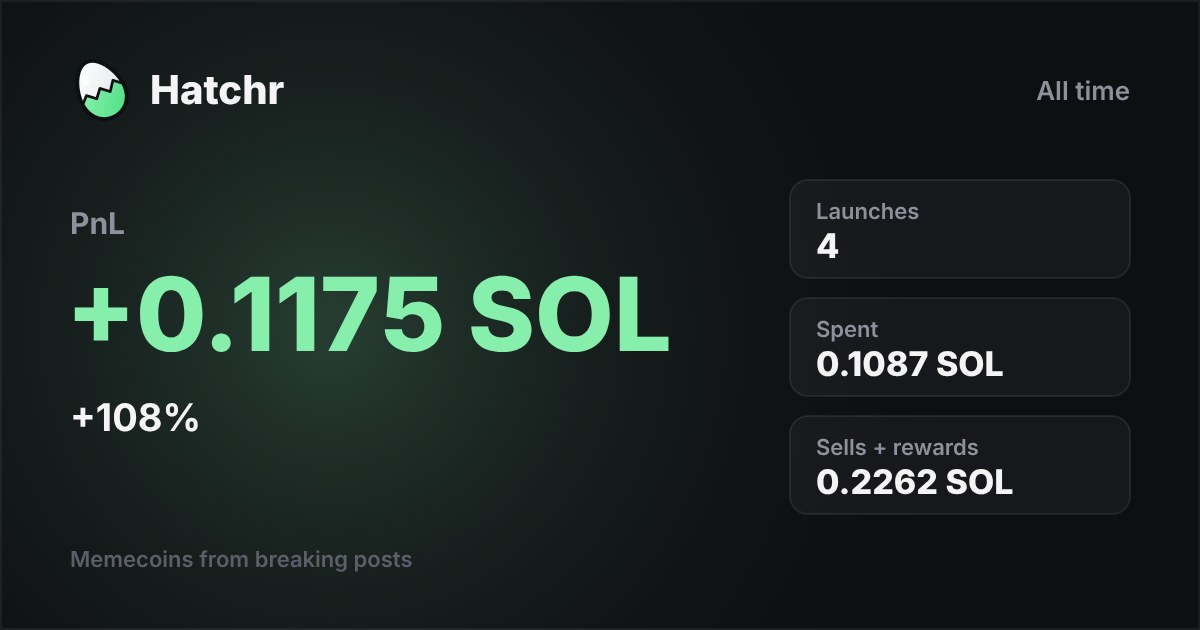 Hatchr
All time
PnL
+0.1175 SOL
+108%
Launches
4
Spent
0.1087 SOL
Sells + rewards
0.2262 SOL
Memecoins from breaking posts